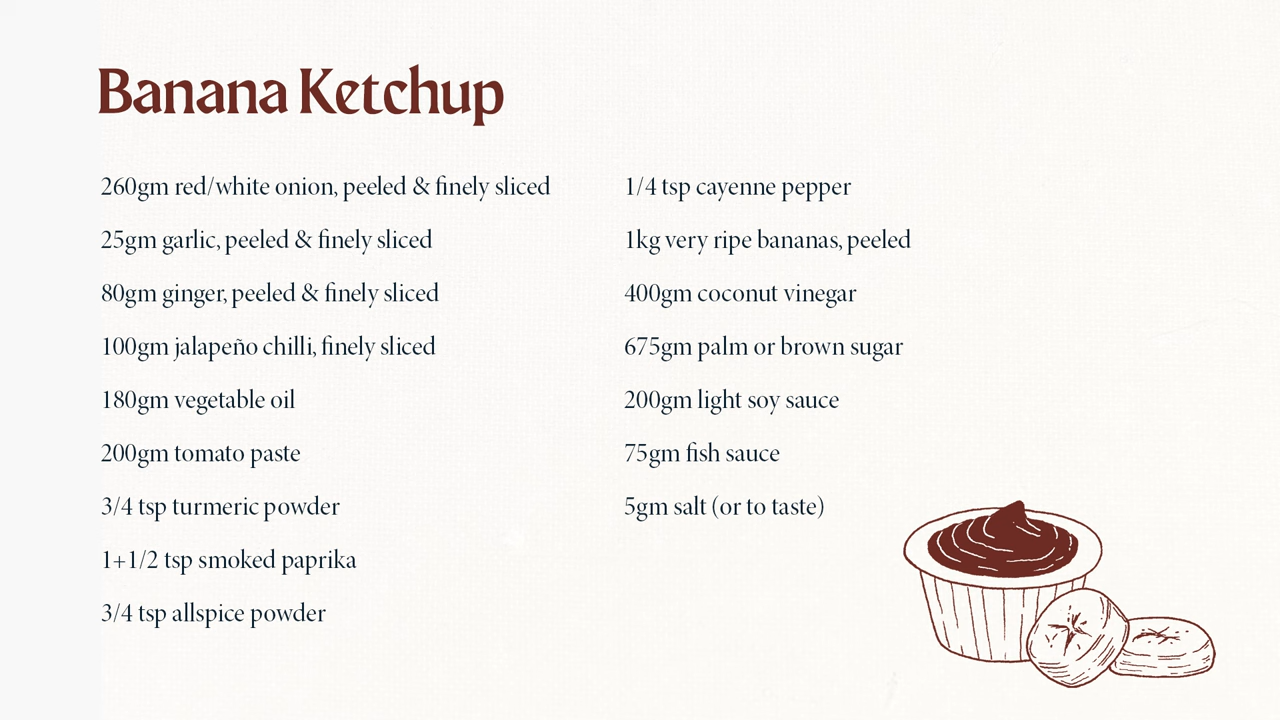 Banana Ketchup
260gm red/white onion, peeled & finely sliced
25gm garlic, peeled & finely sliced
80gm ginger, peeled & finely sliced
100gm jalapeño chilli, finely sliced
180gm vegetable oil
200gm tomato paste
3/4 tsp turmeric powder
1+1/2 tsp smoked paprika
3/4 tsp allspice powder
1/4 tsp cayenne pepper
1kg very ripe bananas, peeled
400gm coconut vinegar
675gm palm or brown sugar
200gm light soy sauce
75gm fish sauce
5gm salt (or to taste)